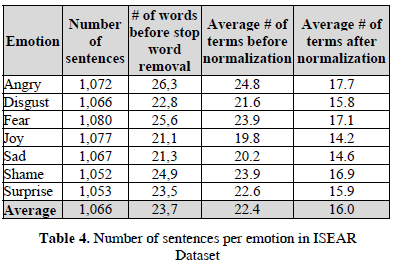 Emotion Number of sentences # of words before stop word removal Average # of terms before normalization Average # of terms after normalization
Angry 1,072 26,3 24.8 17.7
Disgust 1,066 22,8 21.6 15.8
Fear 1,080 25,6 23.9 17.1
Joy 1,077 21,1 19.8 14.2
Sad 1,067 21,3 20.2 14.6
Shame 1,052 24,9 23.9 16.9
Surprise 1,053 23,5 22.6 15.9
Average 1,066 23,7 22.4 16.0
Table 4. Number of sentences per emotion in ISEAR
Dataset